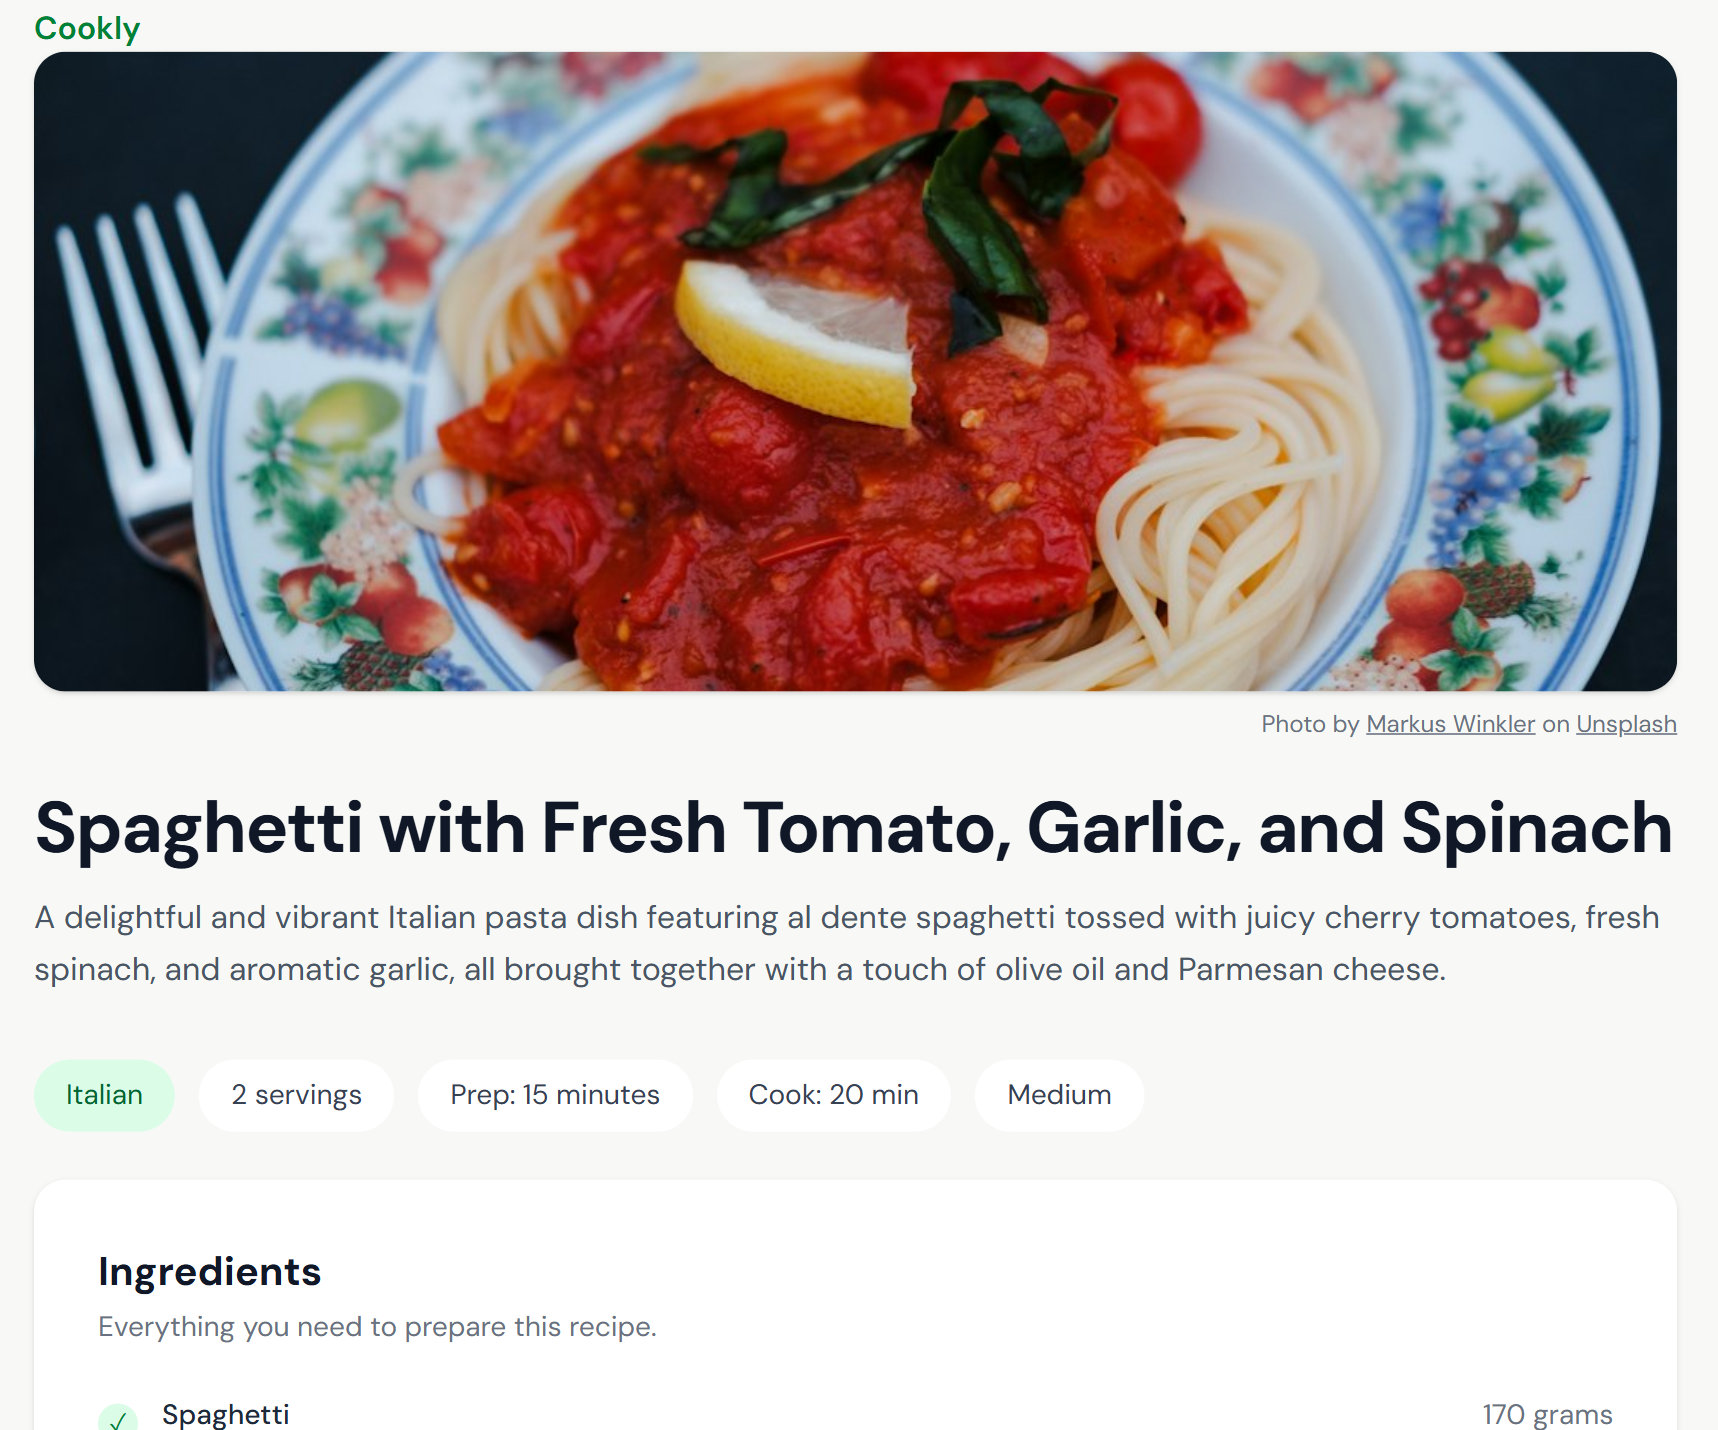 Cookly
Photo by Markus Winkler on Unsplash
Spaghetti with Fresh Tomato, Garlic, and Spinach
A delightful and vibrant Italian pasta dish featuring al dente spaghetti tossed with juicy cherry tomatoes, fresh
spinach, and aromatic garlic, all brought together with a touch of olive oil and Parmesan cheese.
Italian
2 servings
Prep: 15 minutes
Cook: 20 min
Medium
Ingredients
Everything you need to prepare this recipe.
✓ Spaghetti 170 grams